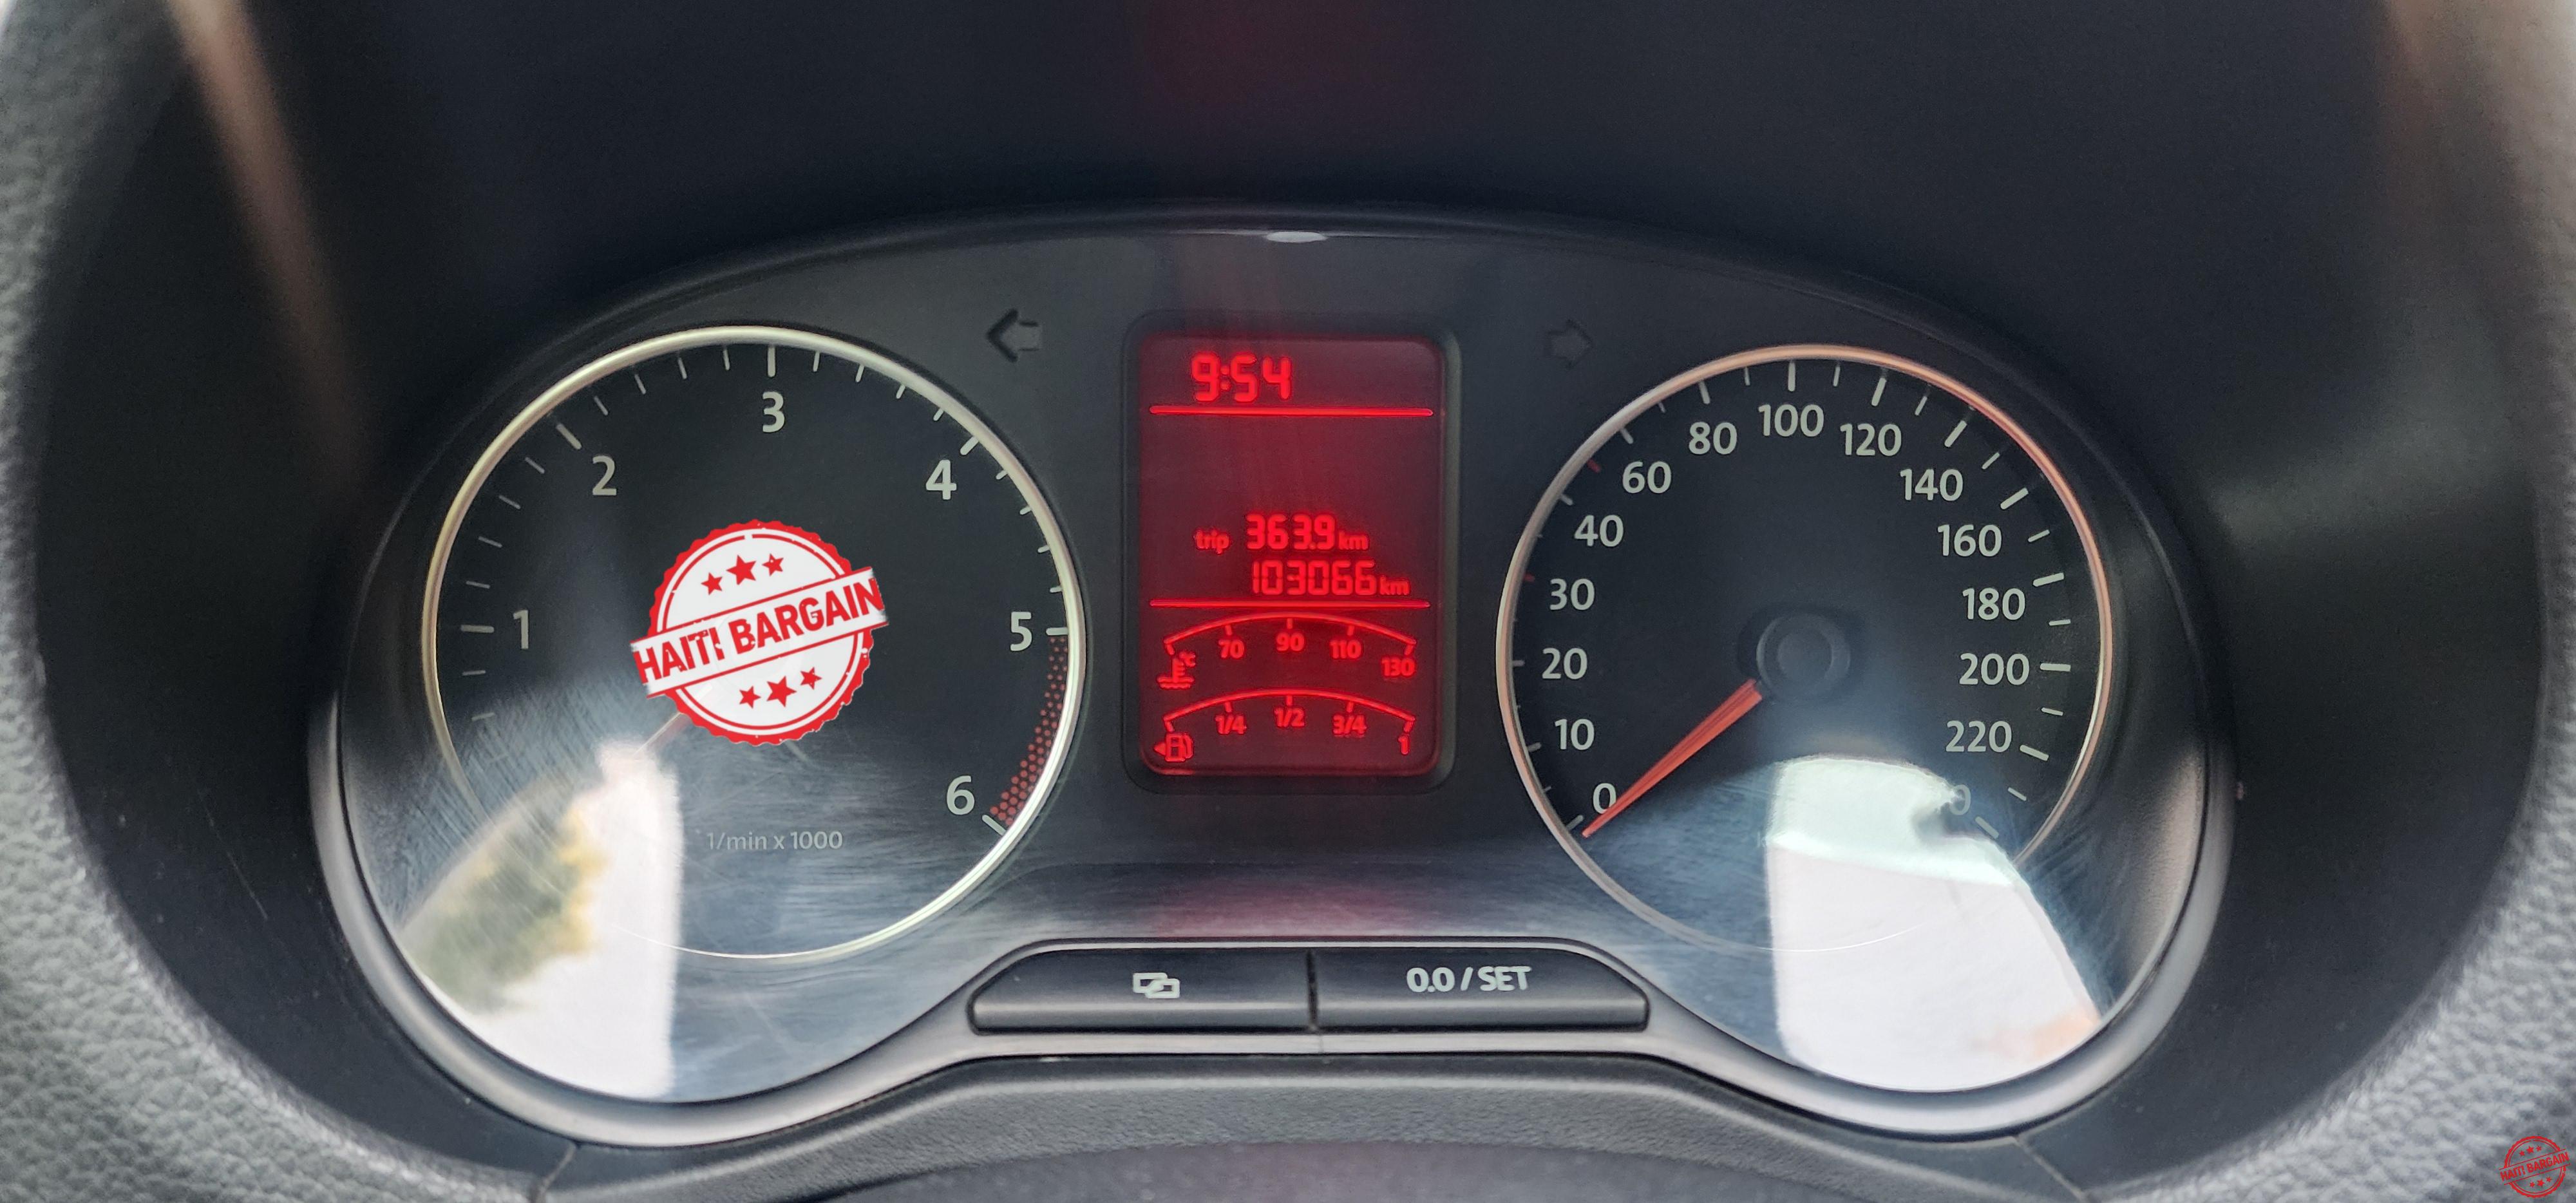 9:54
trip 363.9 km
103066 km
70 90 110 130
°C
1/4 1/2 3/4 1
1 2 3 4 5 6
1/min x 1000
HAITI BARGAIN
0 10 20 30 40 60 80 100 120 140 160 180 200 220
0.0 / SET
HAITI BARGAIN